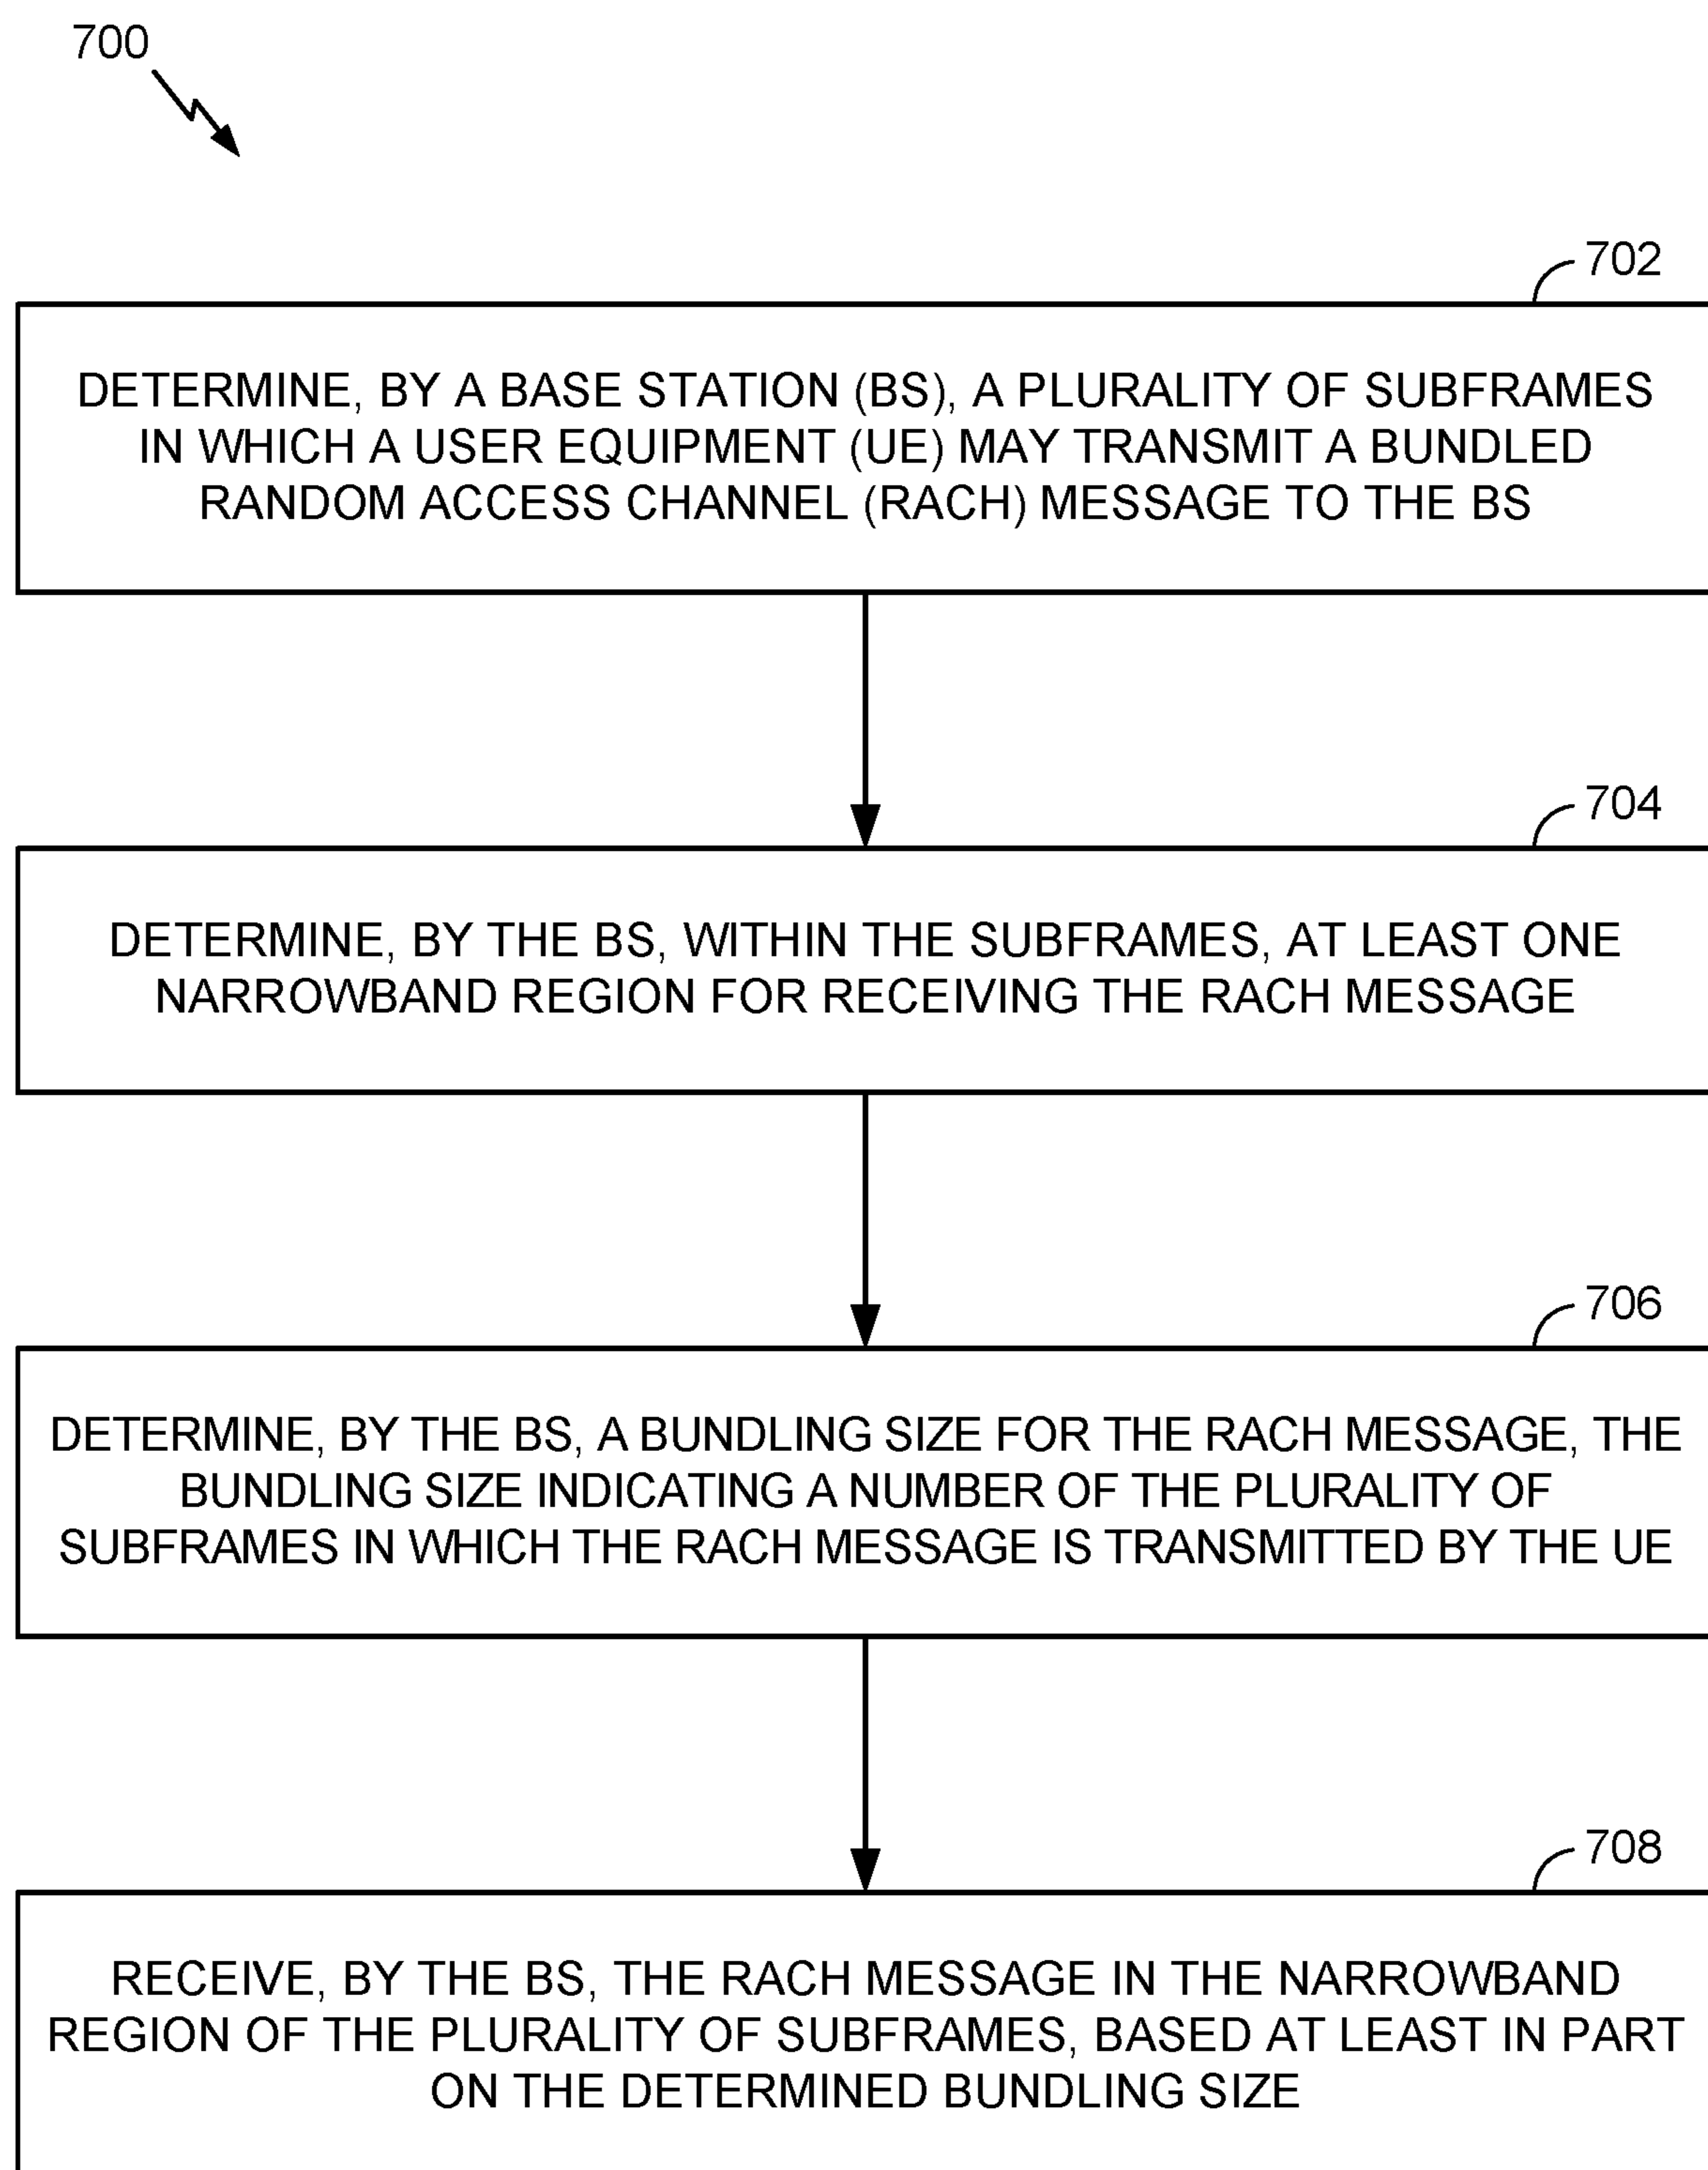 700
702
DETERMINE, BY A BASE STATION (BS), A PLURALITY OF SUBFRAMES
IN WHICH A USER EQUIPMENT (UE) MAY TRANSMIT A BUNDLED
RANDOM ACCESS CHANNEL (RACH) MESSAGE TO THE BS
704
DETERMINE, BY THE BS, WITHIN THE SUBFRAMES, AT LEAST ONE
NARROWBAND REGION FOR RECEIVING THE RACH MESSAGE
706
DETERMINE, BY THE BS, A BUNDLING SIZE FOR THE RACH MESSAGE, THE
BUNDLING SIZE INDICATING A NUMBER OF THE PLURALITY OF
SUBFRAMES IN WHICH THE RACH MESSAGE IS TRANSMITTED BY THE UE
708
RECEIVE, BY THE BS, THE RACH MESSAGE IN THE NARROWBAND
REGION OF THE PLURALITY OF SUBFRAMES, BASED AT LEAST IN PART
ON THE DETERMINED BUNDLING SIZE